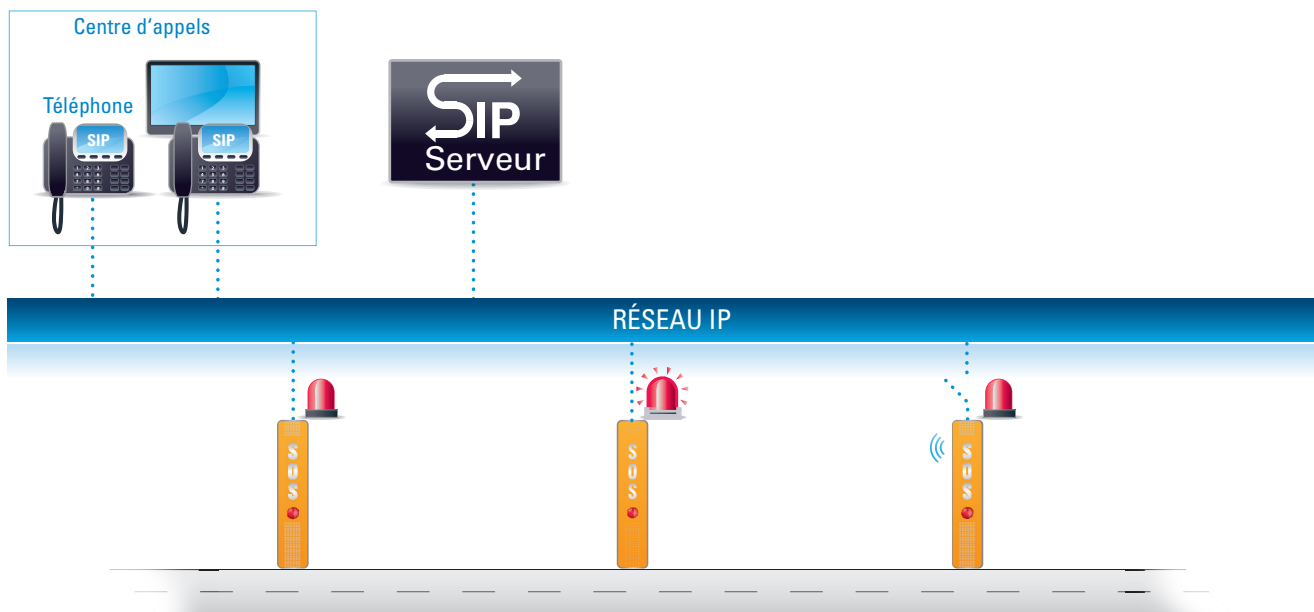 Centre d‘appels
Téléphone
SIP
SIP
SIP
Serveur
RÉSEAU IP
SOS
SOS
SOS